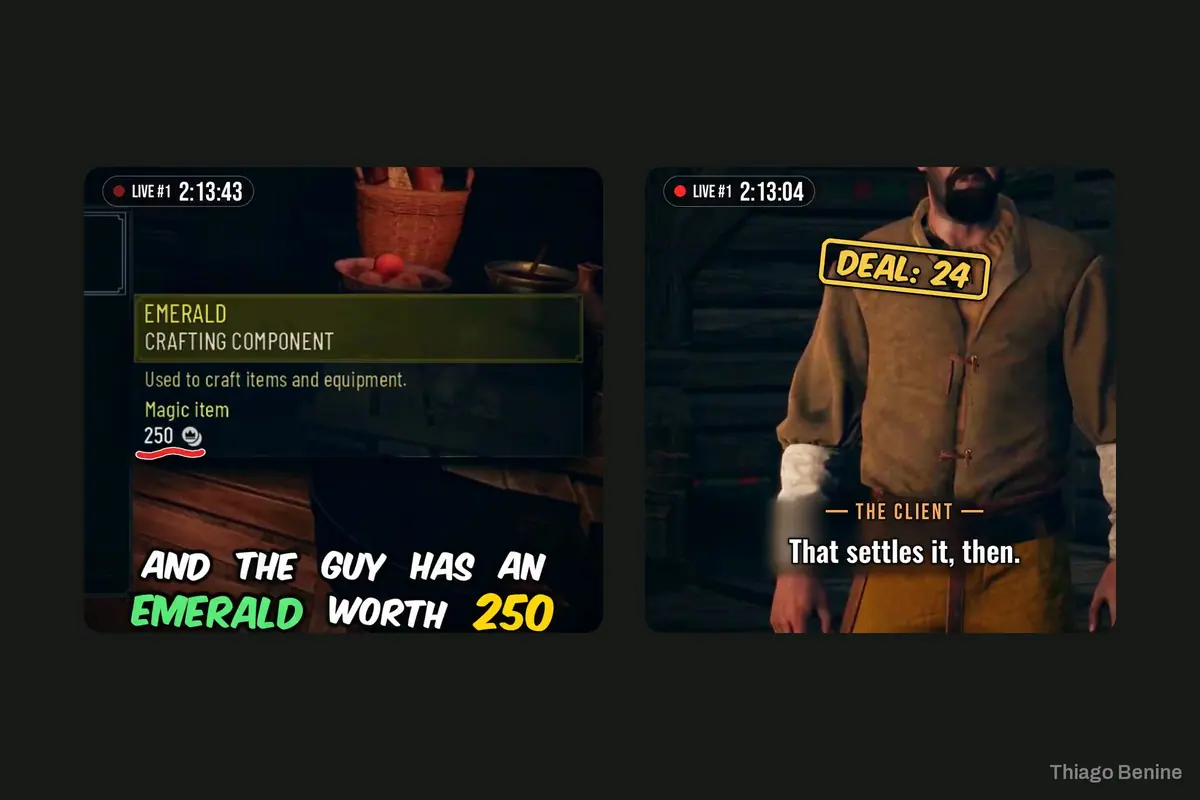 LIVE #1 2:13:43
EMERALD
CRAFTING COMPONENT
Used to craft items and equipment.
Magic item
250
AND THE GUY HAS AN
EMERALD WORTH 250
LIVE #1 2:13:04
DEAL: 24
— THE CLIENT —
That settles it, then.
Thiago Benine